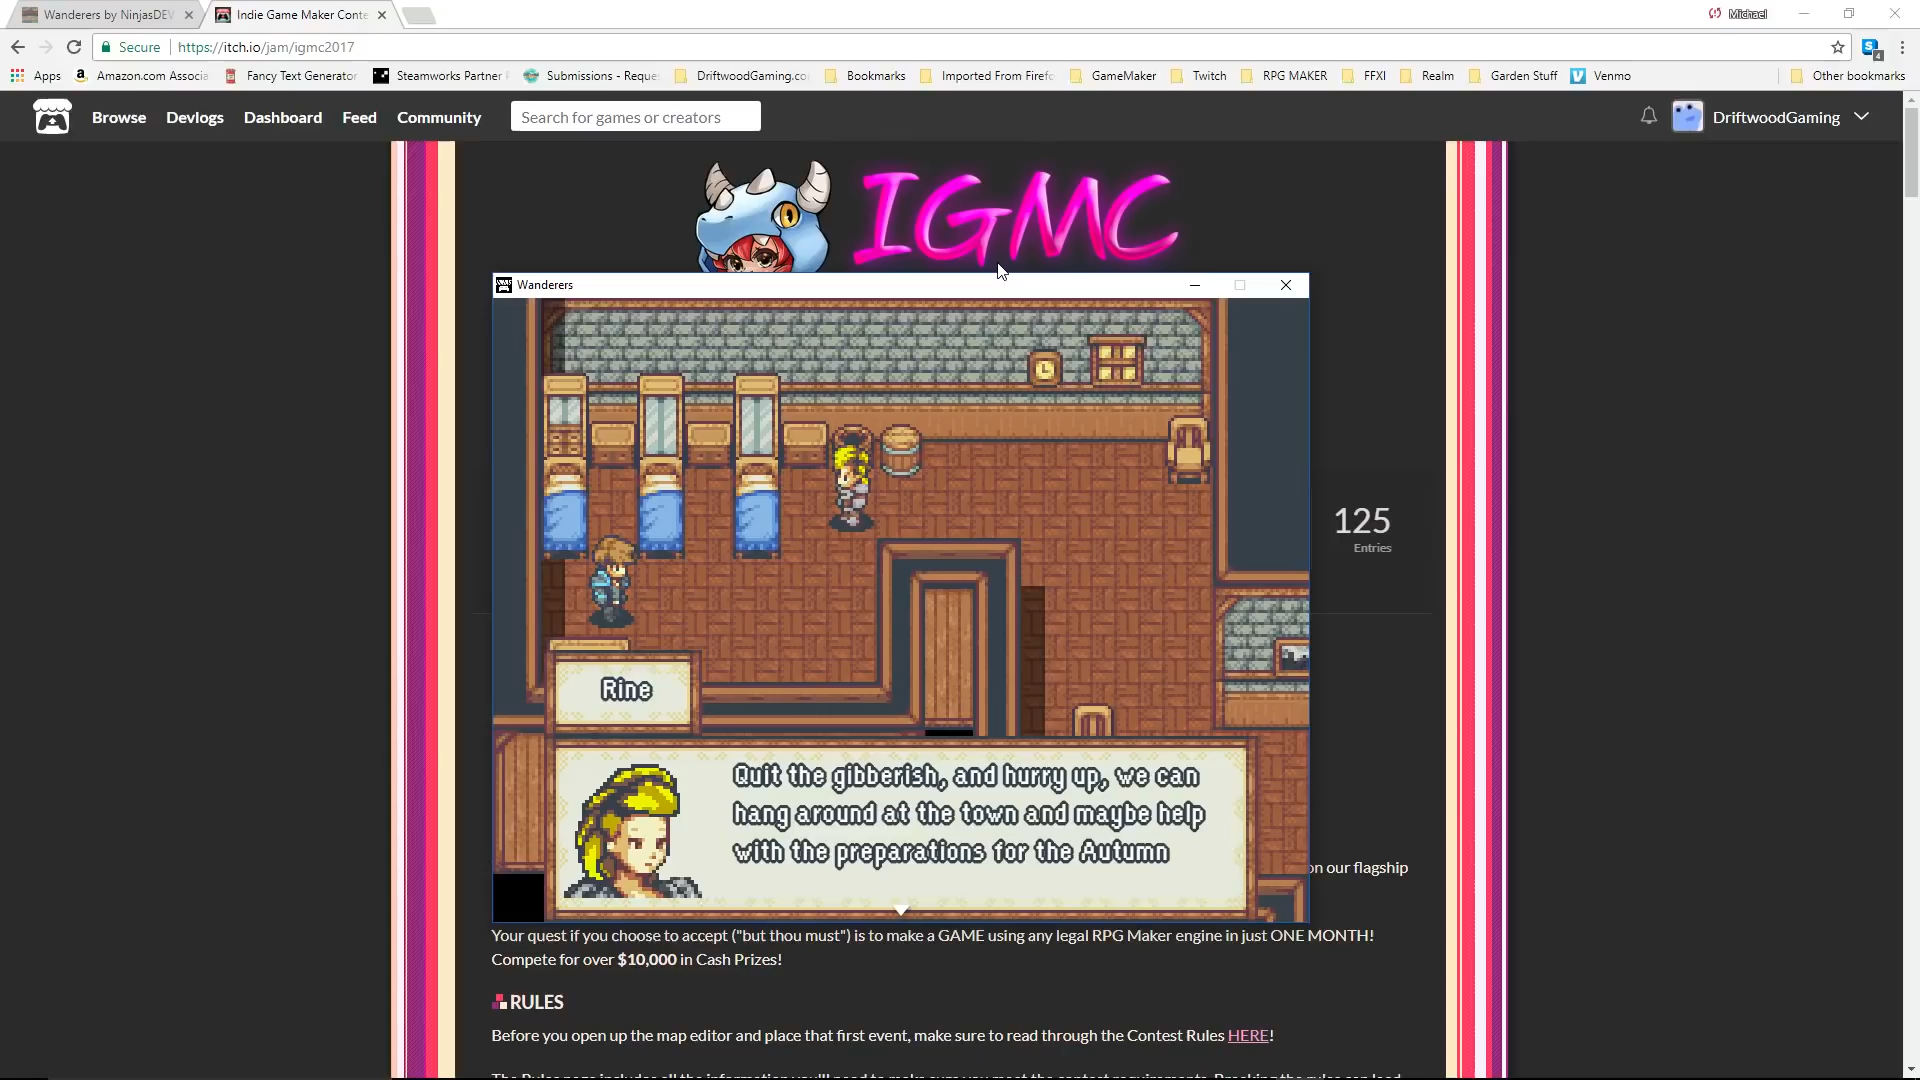 Wanderers by NinjasDEV
Indie Game Maker Conte
Michael
Secure
https://itch.io/jam/igmc2017
4
Apps
Amazon.com Associa
Fancy Text Generator
Steamworks Partner
Submissions - Reque
DriftwoodGaming.co
Bookmarks
Imported From Firef
GameMaker
Twitch
RPG MAKER
FFXI
Realm
Garden Stuff
Venmo
Other bookmarks
Browse
Devlogs
Dashboard
Feed
Community
Search for games or creators
DriftwoodGaming
IGMC
Wanderers
125
Entries
Rine
Quit the gibberish, and hurry up, we can
hang around at the town and maybe help
with the preparations for the Autumn
on our flagship
Your quest if you choose to accept ("but thou must") is to make a GAME using any legal RPG Maker engine in just ONE MONTH!
Compete for over $10,000 in Cash Prizes!
RULES
Before you open up the map editor and place that first event, make sure to read through the Contest Rules HERE!